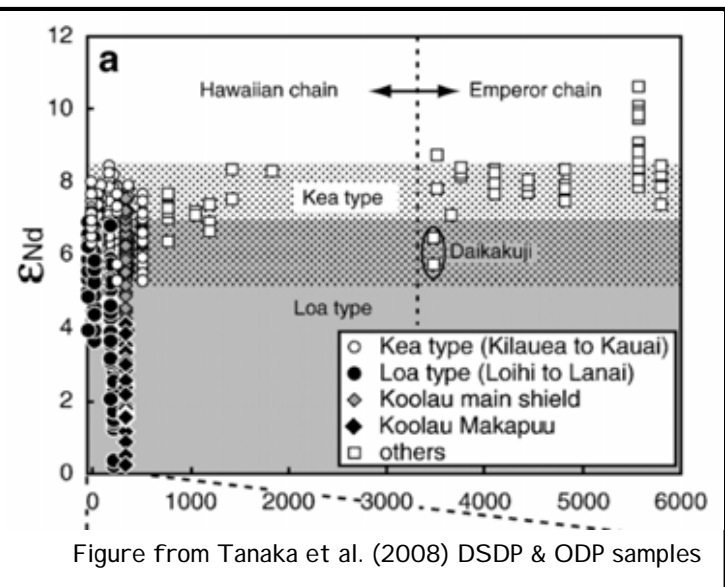 12
a
Hawaiian chain Emperor chain
10
8
Kea type
6
Daikakuji
εNd
Loa type
4
Kea type (Kilauea to Kauai)
Loa type (Loihi to Lanai)
2
Koolau main shield
Koolau Makapuu
others
0
0 1000 2000 3000 4000 5000 6000
Figure from Tanaka et al. (2008) DSDP & ODP samples